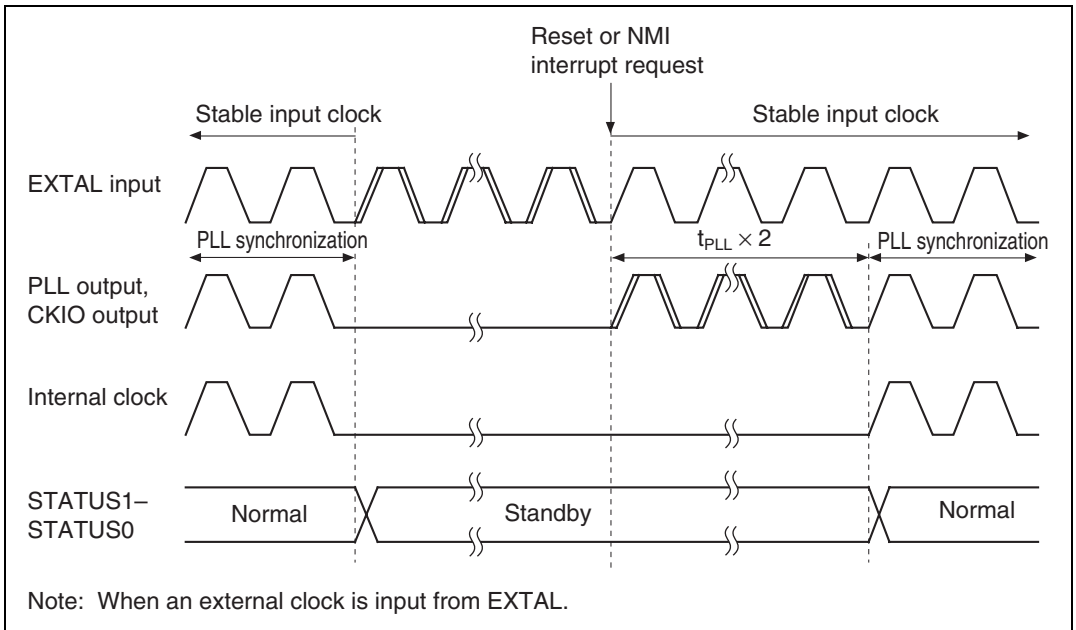 Reset or NMI
interrupt request
Stable input clock
Stable input clock
EXTAL input
PLL synchronization
tPLL × 2
PLL synchronization
PLL output,
CKIO output
Internal clock
STATUS1–
STATUS0
Normal
Standby
Normal
Note: When an external clock is input from EXTAL.